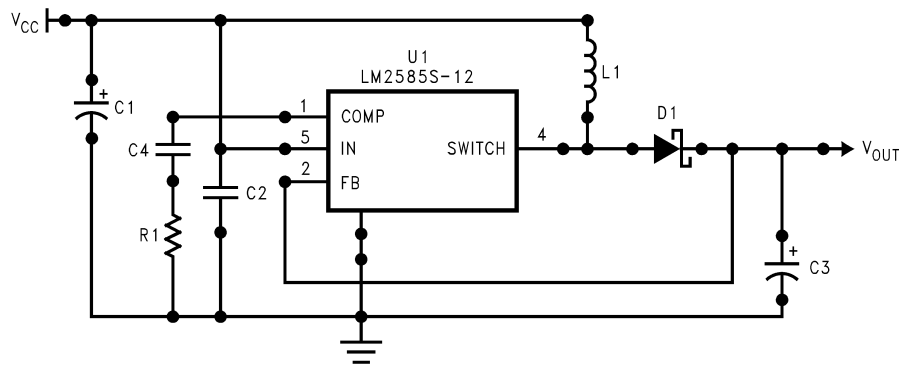 VCC
U1
LM2585S-12
L1
C1
1
COMP
D1
C4
5
IN
SWITCH
4
VOUT
2
FB
C2
R1
C3
+
+